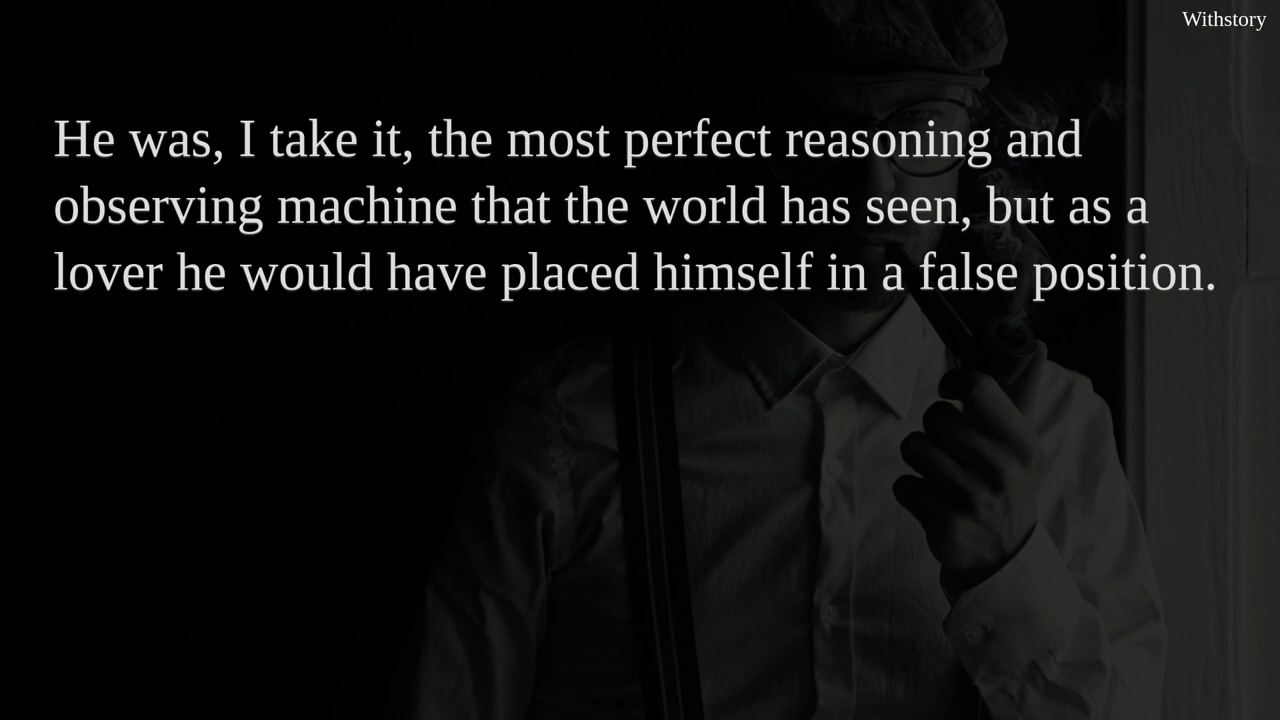 Withstory
He was, I take it, the most perfect reasoning and
observing machine that the world has seen, but as a
lover he would have placed himself in a false position.